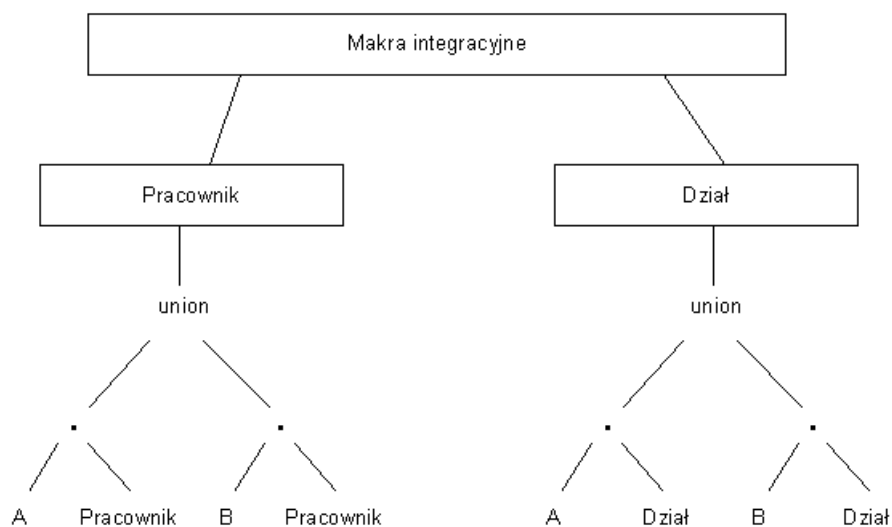 Makra integracyjne
Pracownik Dział
union union
. . . .
A Pracownik B Pracownik A Dział B Dział